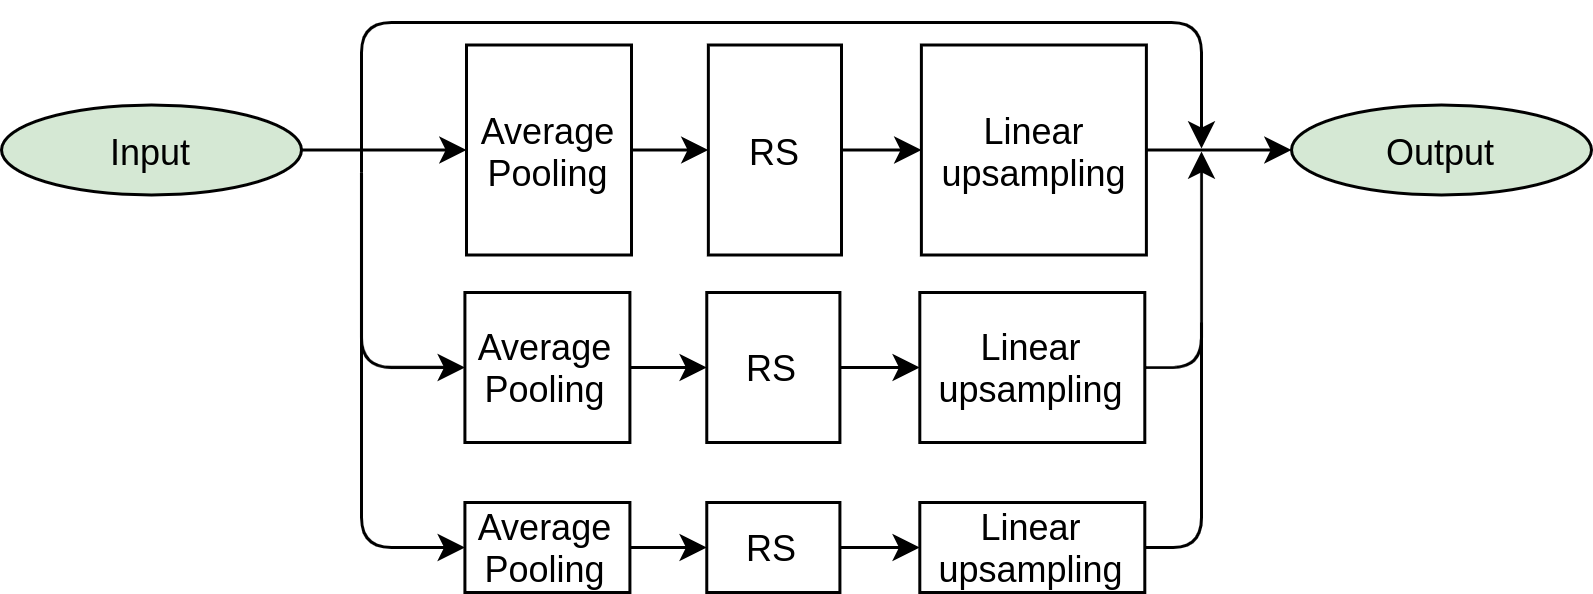 Input
Average
Pooling
RS
Linear
upsampling
Output
Average
Pooling
RS
Linear
upsampling
Average
Pooling
RS
Linear
upsampling